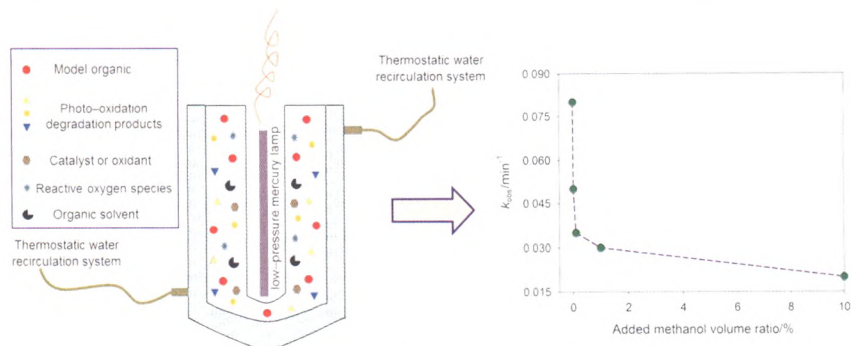 Model organic
Photo-oxidation
degradation products
Catalyst or oxidant
Reactive oxygen species
Organic solvent
Thermostatic water
recirculation system
low-pressure mercury lamp
Thermostatic water
recirculation system
k_obs/min⁻¹
0.090
0.075
0.060
0.045
0.030
0.015
0 2 4 6 8 10
Added methanol volume ratio/%